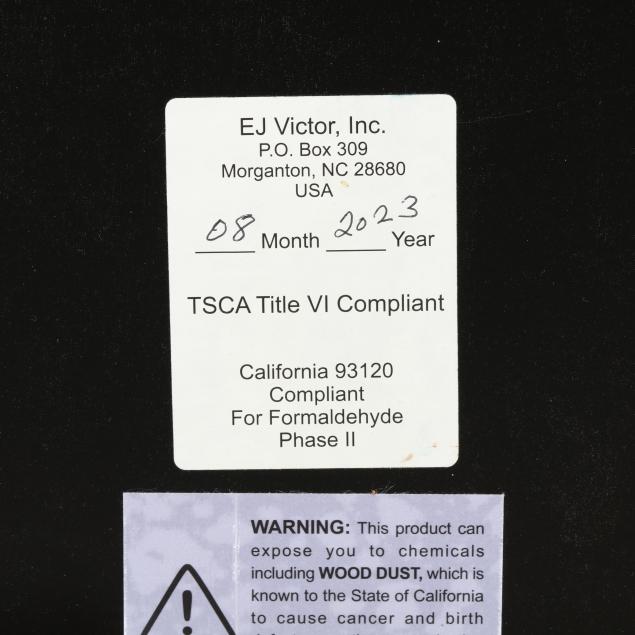 EJ Victor, Inc.
P.O. Box 309
Morganton, NC 28680
USA
08 Month 2023 Year
TSCA Title VI Compliant
California 93120
Compliant
For Formaldehyde
Phase II
WARNING: This product can
expose you to chemicals
including WOOD DUST, which is
known to the State of California
to cause cancer and birth